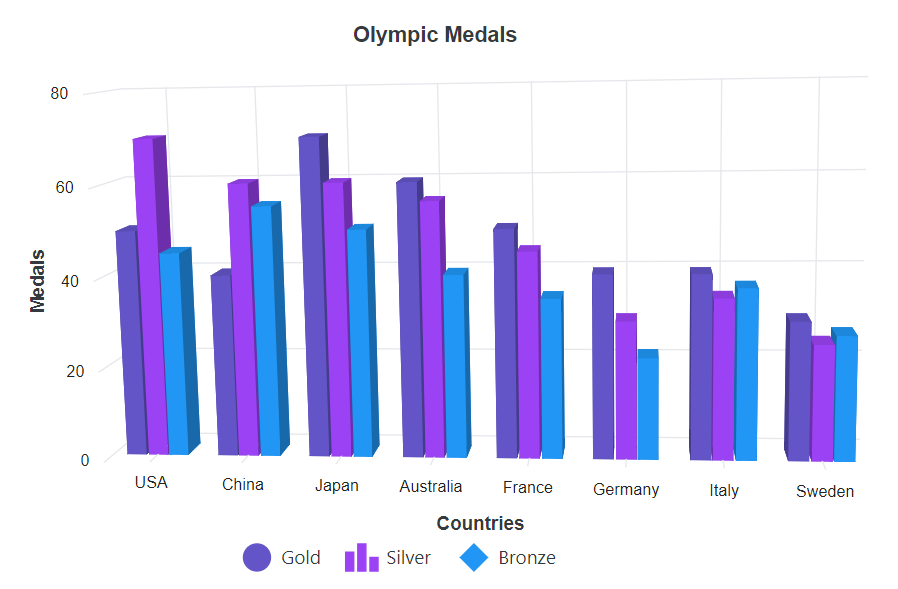 Olympic Medals
80
60
40
20
0
Medals
USA China Japan Australia France Germany Italy Sweden
Countries
Gold Silver Bronze